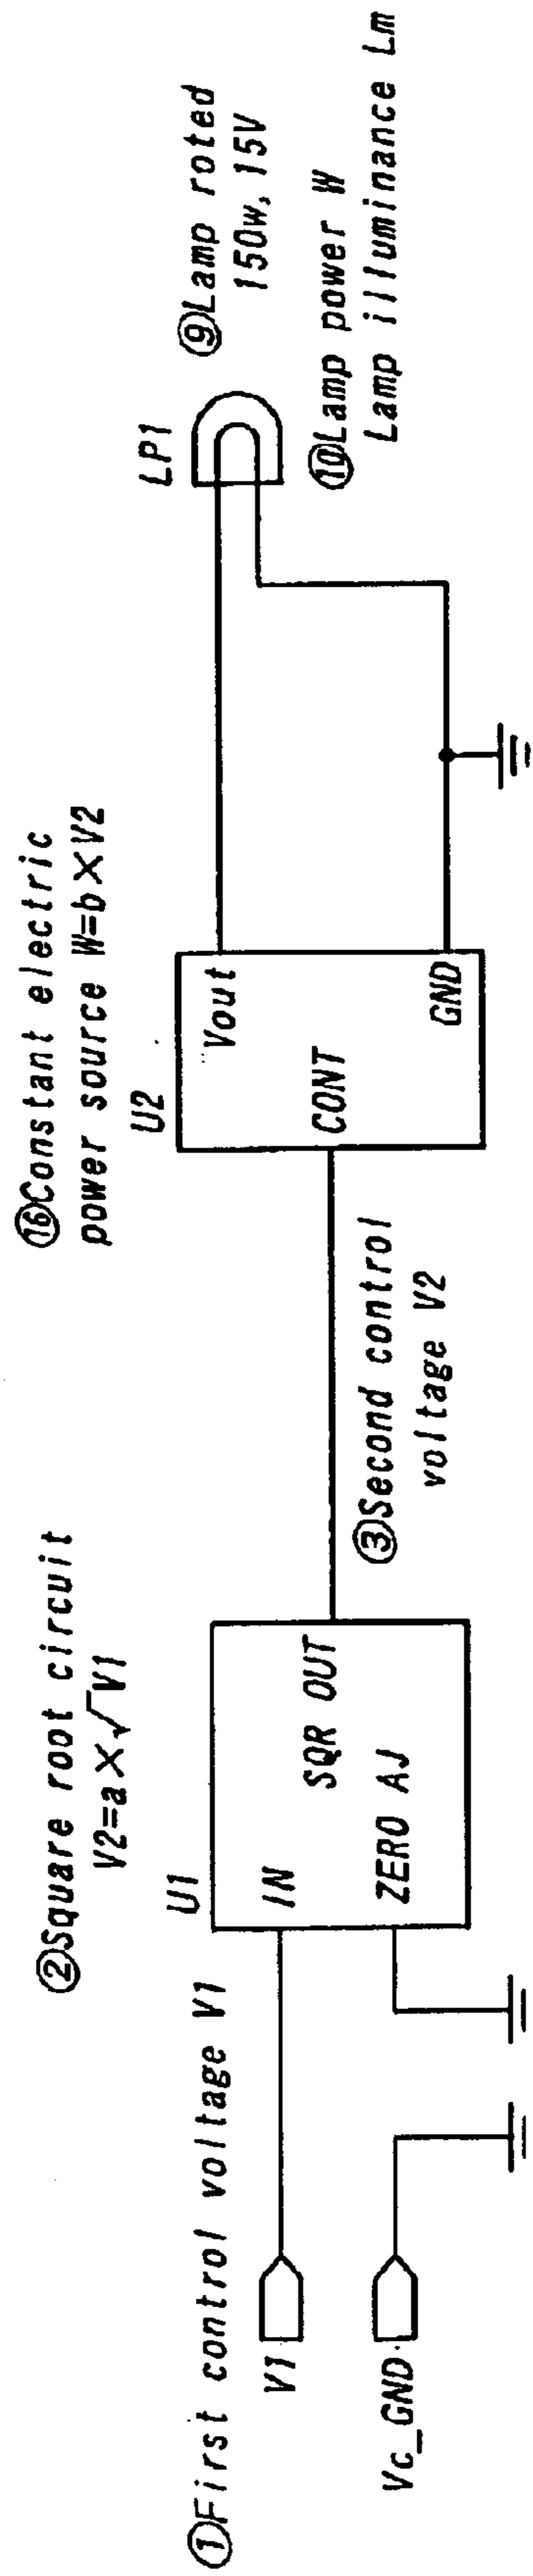 ①First control voltage V1
V1
Vc_GND
②Square root circuit
V2=a×√V1
U1
IN
SQR OUT
ZERO AJ
③Second control
voltage V2
⑯Constant electric
power source W=b×V2
U2
Vout
CONT
GND
LP1
⑨Lamp roted
150w, 15V
⑩Lamp power W
Lamp illuminance Lm